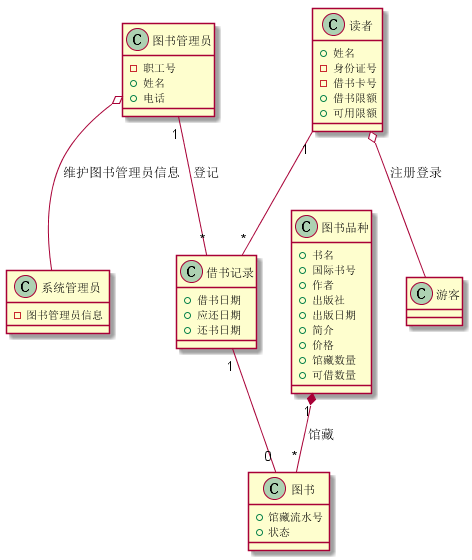 C 图书管理员
职工号
姓名
电话
C 读者
姓名
身份证号
借书卡号
借书限额
可用限额
1
1
维护图书管理员信息
登记
注册登录
*
*
C 系统管理员
图书管理员信息
C 借书记录
借书日期
应还日期
还书日期
C 图书品种
书名
国际书号
作者
出版社
出版日期
简介
价格
馆藏数量
可借数量
C 游客
1
1
馆藏
0
*
C 图书
馆藏流水号
状态